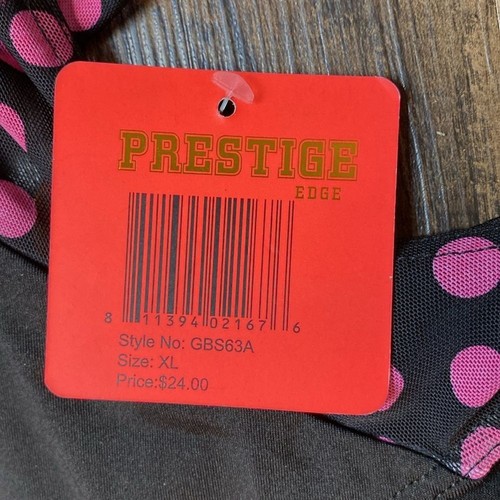 PRESTIGE
EDGE
8 11394 02167 6
Style No: GBS63A
Size: XL
Price:$24.00